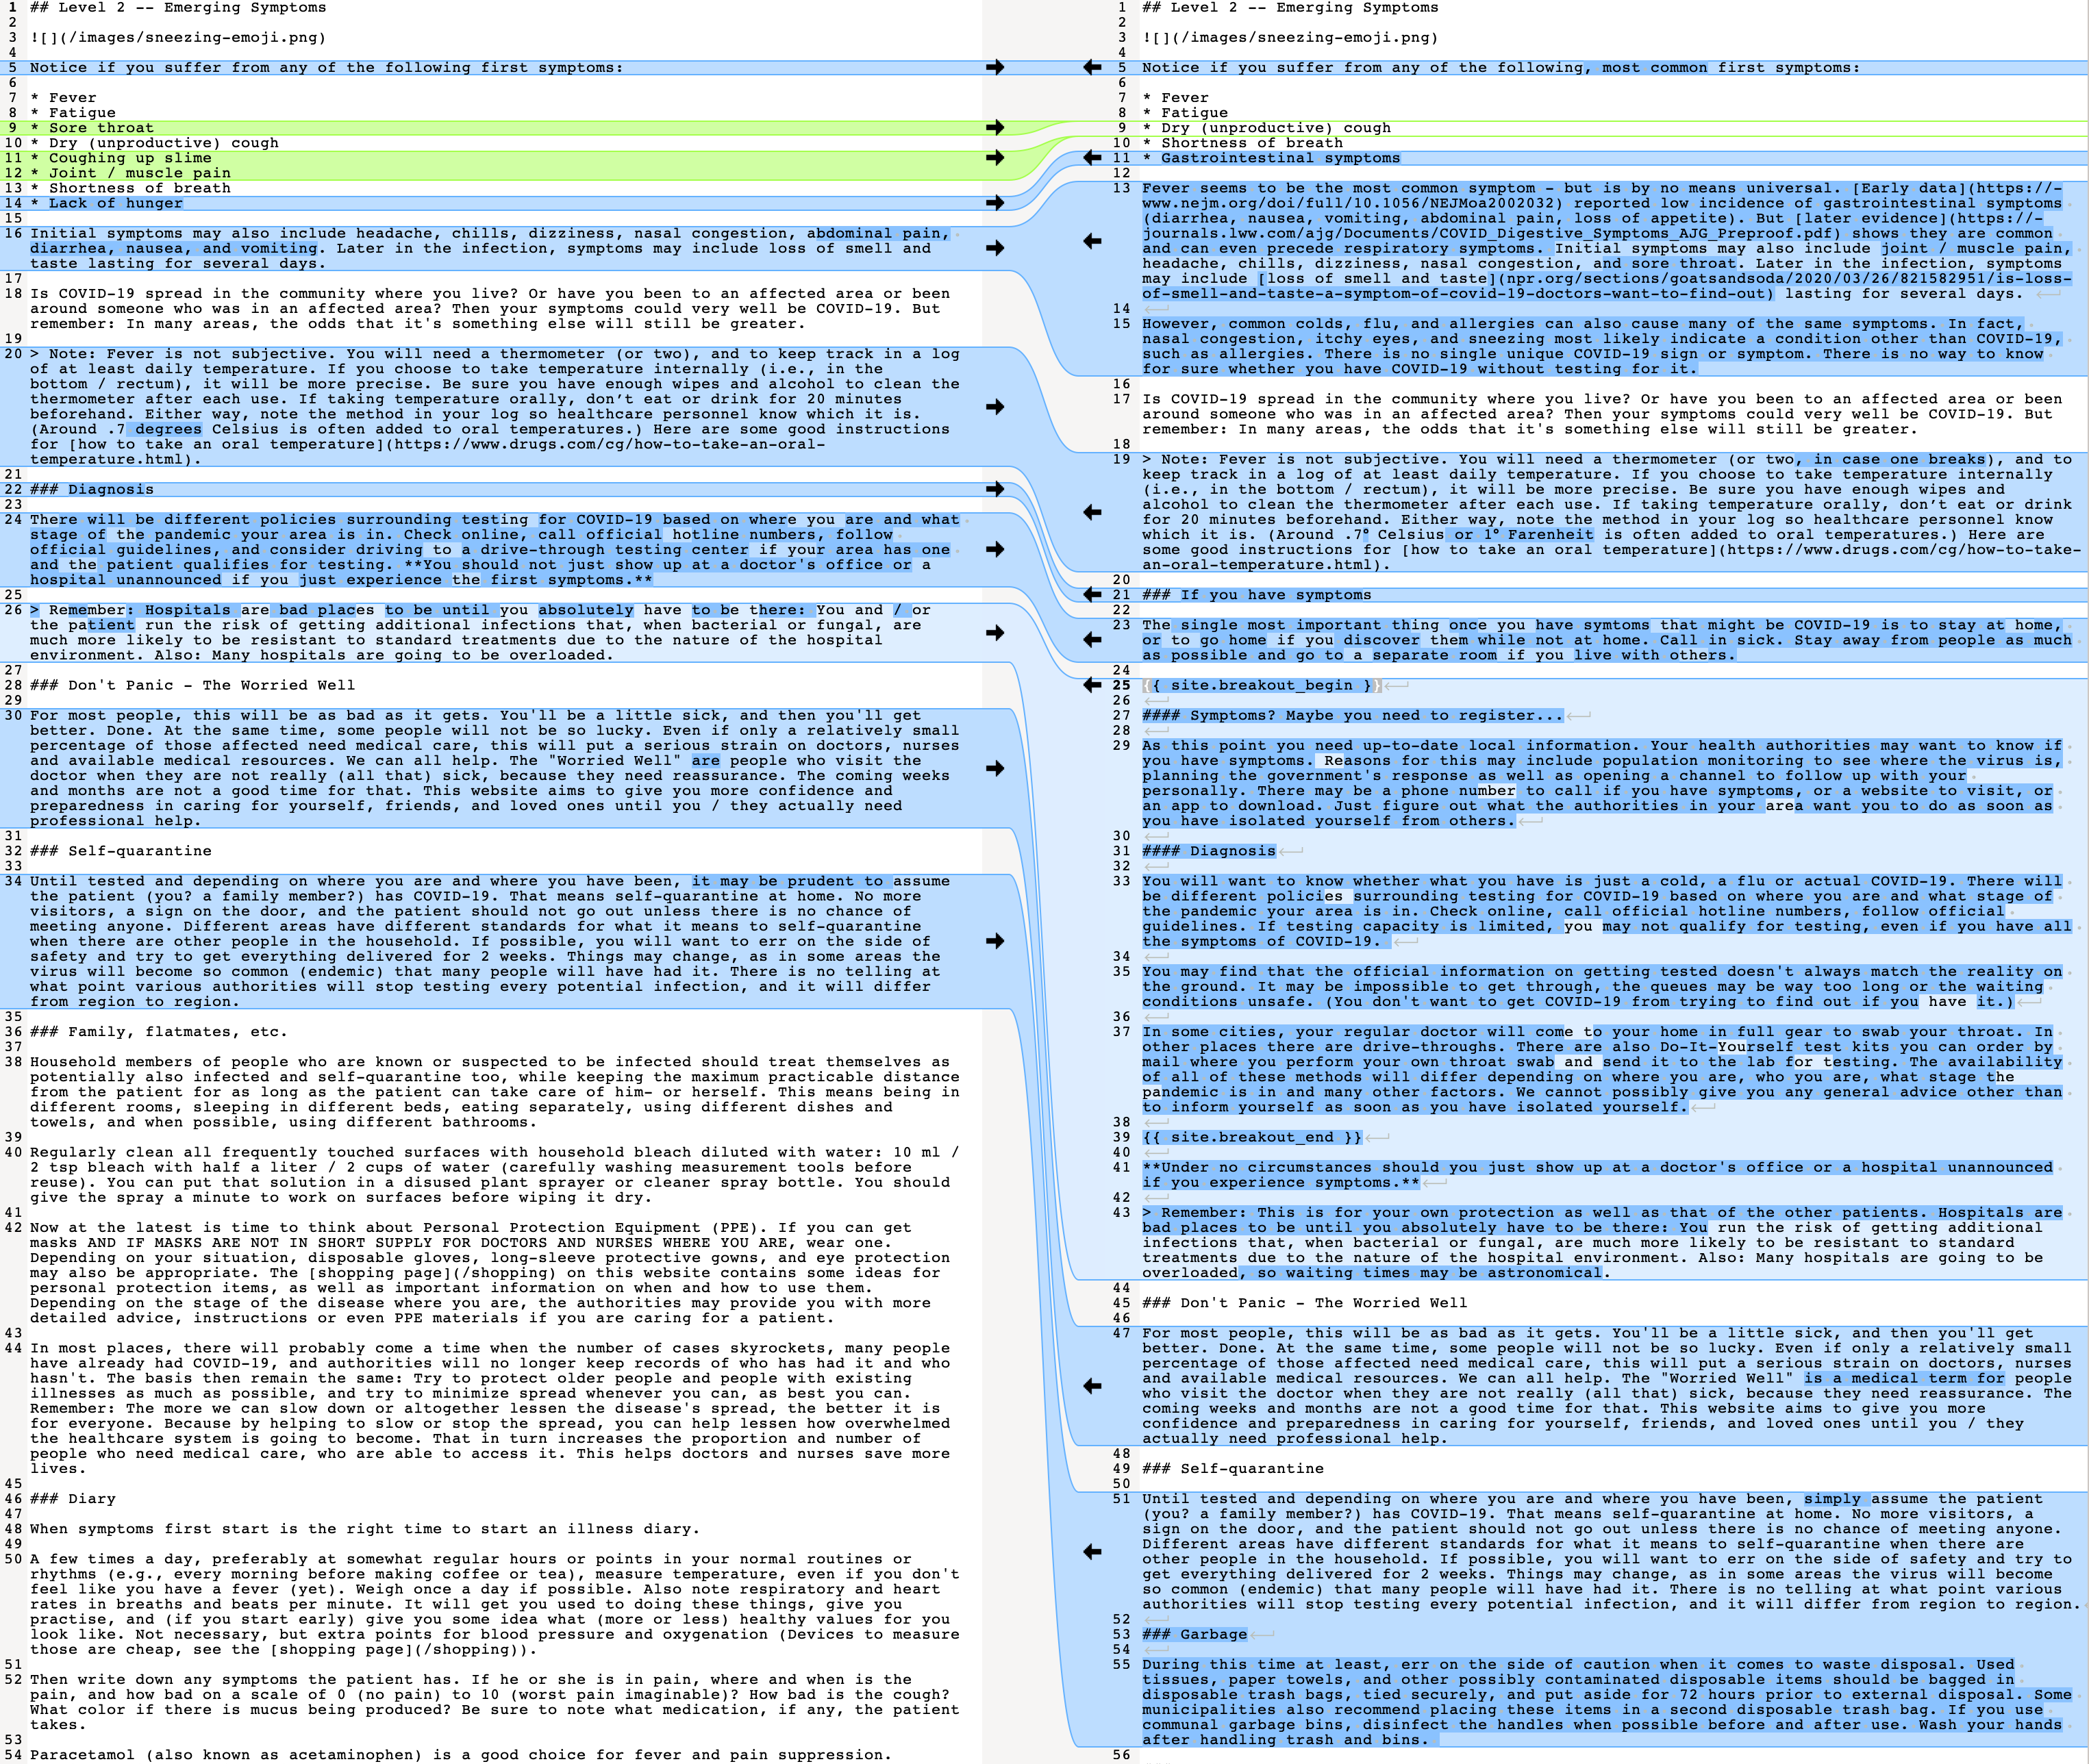 1 ## Level 2 -- Emerging Symptoms
2
3 ![](/images/sneezing-emoji.png)
4
5 Notice if you suffer from any of the following first symptoms:
6
7 * Fever
8 * Fatigue
9 * Sore throat
10 * Dry (unproductive) cough
11 * Coughing up slime
12 * Joint / muscle pain
13 * Shortness of breath
14 * Lack of hunger
15
16 Initial symptoms may also include headache, chills, dizziness, nasal congestion, abdominal pain,
diarrhea, nausea, and vomiting. Later in the infection, symptoms may include loss of smell and
taste lasting for several days.
17
18 Is COVID-19 spread in the community where you live? Or have you been to an affected area or been
around someone who was in an affected area? Then your symptoms could very well be COVID-19. But
remember: In many areas, the odds that it's something else will still be greater.
19
20 > Note: Fever is not subjective. You will need a thermometer (or two), and to keep track in a log
of at least daily temperature. If you choose to take temperature internally (i.e., in the
bottom / rectum), it will be more precise. Be sure you have enough wipes and alcohol to clean the
thermometer after each use. If taking temperature orally, don’t eat or drink for 20 minutes
beforehand. Either way, note the method in your log so healthcare personnel know which it is.
(Around .7 degrees Celsius is often added to oral temperatures.) Here are some good instructions
for [how to take an oral temperature](https://www.drugs.com/cg/how-to-take-an-oral-
temperature.html).
21
22 ### Diagnosis
23
24 There will be different policies surrounding testing for COVID-19 based on where you are and what
stage of the pandemic your area is in. Check online, call official hotline numbers, follow
official guidelines, and consider driving to a drive-through testing center if your area has one
and the patient qualifies for testing. **You should not just show up at a doctor's office or a
hospital unannounced if you just experience the first symptoms.**
25
26 > Remember: Hospitals are bad places to be until you absolutely have to be there: You and / or
the patient run the risk of getting additional infections that, when bacterial or fungal, are
much more likely to be resistant to standard treatments due to the nature of the hospital
environment. Also: Many hospitals are going to be overloaded.
27
28 ### Don't Panic - The Worried Well
29
30 For most people, this will be as bad as it gets. You'll be a little sick, and then you'll get
better. Done. At the same time, some people will not be so lucky. Even if only a relatively small
percentage of those affected need medical care, this will put a serious strain on doctors, nurses
and available medical resources. We can all help. The "Worried Well" are people who visit the
doctor when they are not really (all that) sick, because they need reassurance. The coming weeks
and months are not a good time for that. This website aims to give you more confidence and
preparedness in caring for yourself, friends, and loved ones until you / they actually need
professional help.
31
32 ### Self-quarantine
33
34 Until tested and depending on where you are and where you have been, it may be prudent to assume
the patient (you? a family member?) has COVID-19. That means self-quarantine at home. No more
visitors, a sign on the door, and the patient should not go out unless there is no chance of
meeting anyone. Different areas have different standards for what it means to self-quarantine
when there are other people in the household. If possible, you will want to err on the side of
safety and try to get everything delivered for 2 weeks. Things may change, as in some areas the
virus will become so common (endemic) that many people will have had it. There is no telling at
what point various authorities will stop testing every potential infection, and it will differ
from region to region.
35
36 ### Family, flatmates, etc.
37
38 Household members of people who are known or suspected to be infected should treat themselves as
potentially also infected and self-quarantine too, while keeping the maximum practicable distance
from the patient for as long as the patient can take care of him- or herself. This means being in
different rooms, sleeping in different beds, eating separately, using different dishes and
towels, and when possible, using different bathrooms.
39
40 Regularly clean all frequently touched surfaces with household bleach diluted with water: 10 ml /
2 tsp bleach with half a liter / 2 cups of water (carefully washing measurement tools before
reuse). You can put that solution in a disused plant sprayer or cleaner spray bottle. You should
give the spray a minute to work on surfaces before wiping it dry.
41
42 Now at the latest is time to think about Personal Protection Equipment (PPE). If you can get
masks AND IF MASKS ARE NOT IN SHORT SUPPLY FOR DOCTORS AND NURSES WHERE YOU ARE, wear one.
Depending on your situation, disposable gloves, long-sleeve protective gowns, and eye protection
may also be appropriate. The [shopping page](/shopping) on this website contains some ideas for
personal protection items, as well as important information on when and how to use them.
Depending on the stage of the disease where you are, the authorities may provide you with more
detailed advice, instructions or even PPE materials if you are caring for a patient.
43
44 In most places, there will probably come a time when the number of cases skyrockets, many people
have already had COVID-19, and authorities will no longer keep records of who has had it and who
hasn't. The basis then remain the same: Try to protect older people and people with existing
illnesses as much as possible, and try to minimize spread whenever you can, as best you can.
Remember: The more we can slow down or altogether lessen the disease's spread, the better it is
for everyone. Because by helping to slow or stop the spread, you can help lessen how overwhelmed
the healthcare system is going to become. That in turn increases the proportion and number of
people who need medical care, who are able to access it. This helps doctors and nurses save more
lives.
45
46 ### Diary
47
48 When symptoms first start is the right time to start an illness diary.
49
50 A few times a day, preferably at somewhat regular hours or points in your normal routines or
rhythms (e.g., every morning before making coffee or tea), measure temperature, even if you don't
feel like you have a fever (yet). Weigh once a day if possible. Also note respiratory and heart
rates in breaths and beats per minute. It will get you used to doing these things, give you
practise, and (if you start early) give you some idea what (more or less) healthy values for you
look like. Not necessary, but extra points for blood pressure and oxygenation (Devices to measure
those are cheap, see the [shopping page](/shopping)).
51
52 Then write down any symptoms the patient has. If he or she is in pain, where and when is the
pain, and how bad on a scale of 0 (no pain) to 10 (worst pain imaginable)? How bad is the cough?
What color if there is mucus being produced? Be sure to note what medication, if any, the patient
takes.
53
54 Paracetamol (also known as acetaminophen) is a good choice for fever and pain suppression.
1 ## Level 2 -- Emerging Symptoms
2
3 ![](/images/sneezing-emoji.png)
4
5 Notice if you suffer from any of the following, most common first symptoms:
6
7 * Fever
8 * Fatigue
9 * Dry (unproductive) cough
10 * Shortness of breath
11 * Gastrointestinal symptoms
12
13 Fever seems to be the most common symptom - but is by no means universal. [Early data](https://-
www.nejm.org/doi/full/10.1056/NEJMoa2002032) reported low incidence of gastrointestinal symptoms
(diarrhea, nausea, vomiting, abdominal pain, loss of appetite). But [later evidence](https://-
journals.lww.com/ajg/Documents/COVID_Digestive_Symptoms_AJG_Preproof.pdf) shows they are common
and can even precede respiratory symptoms. Initial symptoms may also include joint / muscle pain,
headache, chills, dizziness, nasal congestion, and sore throat. Later in the infection, symptoms
may include [loss of smell and taste](npr.org/sections/goatsandsoda/2020/03/26/821582951/is-loss-
of-smell-and-taste-a-symptom-of-covid-19-doctors-want-to-find-out) lasting for several days.
14
15 However, common colds, flu, and allergies can also cause many of the same symptoms. In fact,
nasal congestion, itchy eyes, and sneezing most likely indicate a condition other than COVID-19,
such as allergies. There is no single unique COVID-19 sign or symptom. There is no way to know
for sure whether you have COVID-19 without testing for it.
16
17 Is COVID-19 spread in the community where you live? Or have you been to an affected area or been
around someone who was in an affected area? Then your symptoms could very well be COVID-19. But
remember: In many areas, the odds that it's something else will still be greater.
18
19 > Note: Fever is not subjective. You will need a thermometer (or two, in case one breaks), and to
keep track in a log of at least daily temperature. If you choose to take temperature internally
(i.e., in the bottom / rectum), it will be more precise. Be sure you have enough wipes and
alcohol to clean the thermometer after each use. If taking temperature orally, don’t eat or drink
for 20 minutes beforehand. Either way, note the method in your log so healthcare personnel know
which it is. (Around .7° Celsius or 1° Farenheit is often added to oral temperatures.) Here are
some good instructions for [how to take an oral temperature](https://www.drugs.com/cg/how-to-take-
an-oral-temperature.html).
20
21 ### If you have symptoms
22
23 The single most important thing once you have symtoms that might be COVID-19 is to stay at home,
or to go home if you discover them while not at home. Call in sick. Stay away from people as much
as possible and go to a separate room if you live with others.
24
25 {{ site.breakout_begin }}
26
27 #### Symptoms? Maybe you need to register...
28
29 As this point you need up-to-date local information. Your health authorities may want to know if
you have symptoms. Reasons for this may include population monitoring to see where the virus is,
planning the government's response as well as opening a channel to follow up with your
personally. There may be a phone number to call if you have symptoms, or a website to visit, or
an app to download. Just figure out what the authorities in your area want you to do as soon as
you have isolated yourself from others.
30
31 #### Diagnosis
32
33 You will want to know whether what you have is just a cold, a flu or actual COVID-19. There will
be different policies surrounding testing for COVID-19 based on where you are and what stage of
the pandemic your area is in. Check online, call official hotline numbers, follow official
guidelines. If testing capacity is limited, you may not qualify for testing, even if you have all
the symptoms of COVID-19.
34
35 You may find that the official information on getting tested doesn't always match the reality on
the ground. It may be impossible to get through, the queues may be way too long or the waiting
conditions unsafe. (You don't want to get COVID-19 from trying to find out if you have it.)
36
37 In some cities, your regular doctor will come to your home in full gear to swab your throat. In
other places there are drive-throughs. There are also Do-It-Yourself test kits you can order by
mail where you perform your own throat swab and send it to the lab for testing. The availability
of all of these methods will differ depending on where you are, who you are, what stage the
pandemic is in and many other factors. We cannot possibly give you any general advice other than
to inform yourself as soon as you have isolated yourself.
38
39 {{ site.breakout_end }}
40
41 **Under no circumstances should you just show up at a doctor's office or a hospital unannounced
if you experience symptoms.**
42
43 > Remember: This is for your own protection as well as that of the other patients. Hospitals are
bad places to be until you absolutely have to be there: You run the risk of getting additional
infections that, when bacterial or fungal, are much more likely to be resistant to standard
treatments due to the nature of the hospital environment. Also: Many hospitals are going to be
overloaded, so waiting times may be astronomical.
44
45 ### Don't Panic - The Worried Well
46
47 For most people, this will be as bad as it gets. You'll be a little sick, and then you'll get
better. Done. At the same time, some people will not be so lucky. Even if only a relatively small
percentage of those affected need medical care, this will put a serious strain on doctors, nurses
and available medical resources. We can all help. The "Worried Well" is a medical term for people
who visit the doctor when they are not really (all that) sick, because they need reassurance. The
coming weeks and months are not a good time for that. This website aims to give you more
confidence and preparedness in caring for yourself, friends, and loved ones until you / they
actually need professional help.
48
49 ### Self-quarantine
50
51 Until tested and depending on where you are and where you have been, simply assume the patient
(you? a family member?) has COVID-19. That means self-quarantine at home. No more visitors, a
sign on the door, and the patient should not go out unless there is no chance of meeting anyone.
Different areas have different standards for what it means to self-quarantine when there are
other people in the household. If possible, you will want to err on the side of safety and try to
get everything delivered for 2 weeks. Things may change, as in some areas the virus will become
so common (endemic) that many people will have had it. There is no telling at what point various
authorities will stop testing every potential infection, and it will differ from region to region.
52
53 ### Garbage
54
55 During this time at least, err on the side of caution when it comes to waste disposal. Used
tissues, paper towels, and other possibly contaminated disposable items should be bagged in
disposable trash bags, tied securely, and put aside for 72 hours prior to external disposal. Some
municipalities also recommend placing these items in a second disposable trash bag. If you use
communal garbage bins, disinfect the handles when possible before and after use. Wash your hands
after handling trash and bins.
56